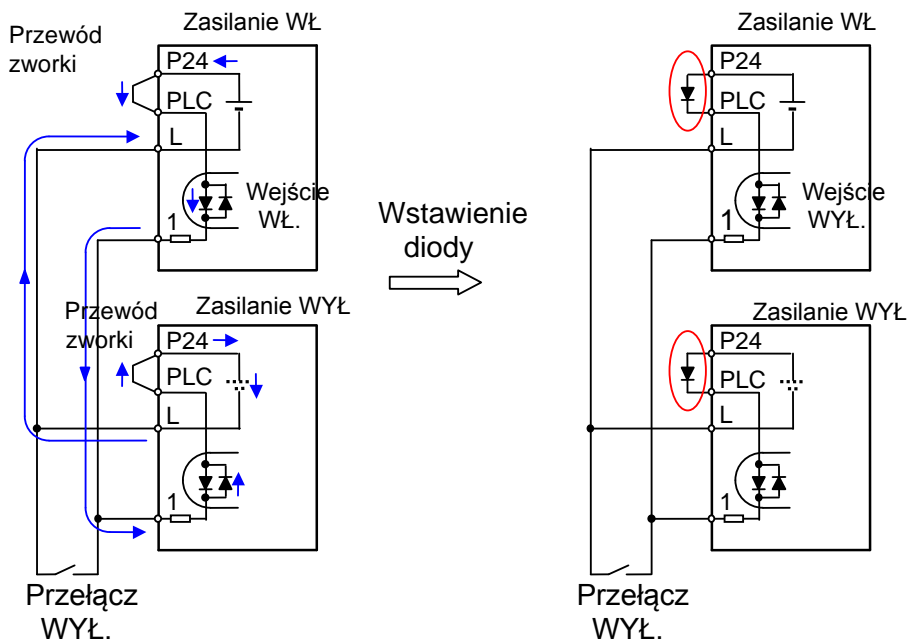 Zasilanie WŁ
Przewód
zworki
P24
PLC
L
Wejście
WŁ.
1
Przewód
zworki
Zasilanie WYŁ
P24
PLC
L
1
Przełącz
WYŁ.
Wstawienie
diody
Zasilanie WŁ
P24
PLC
L
Wejście
WYŁ.
1
Zasilanie WYŁ
P24
PLC
L
1
Przełącz
WYŁ.